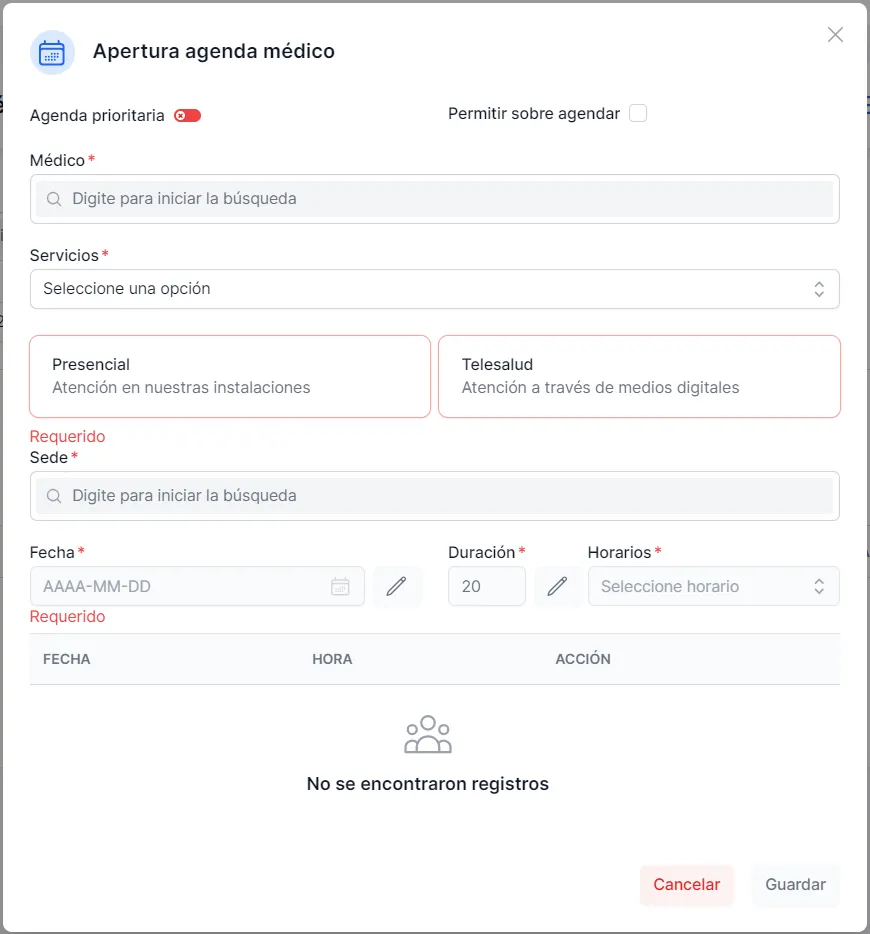 Apertura agenda médico
Agenda prioritaria
Permitir sobre agendar
Médico*
Digite para iniciar la búsqueda
Servicios*
Seleccione una opción
Presencial
Atención en nuestras instalaciones
Telesalud
Atención a través de medios digitales
Requerido
Sede*
Digite para iniciar la búsqueda
Fecha*
AAAA-MM-DD
Requerido
Duración*
20
Horarios*
Seleccione horario
FECHA HORA ACCIÓN
No se encontraron registros
Cancelar
Guardar